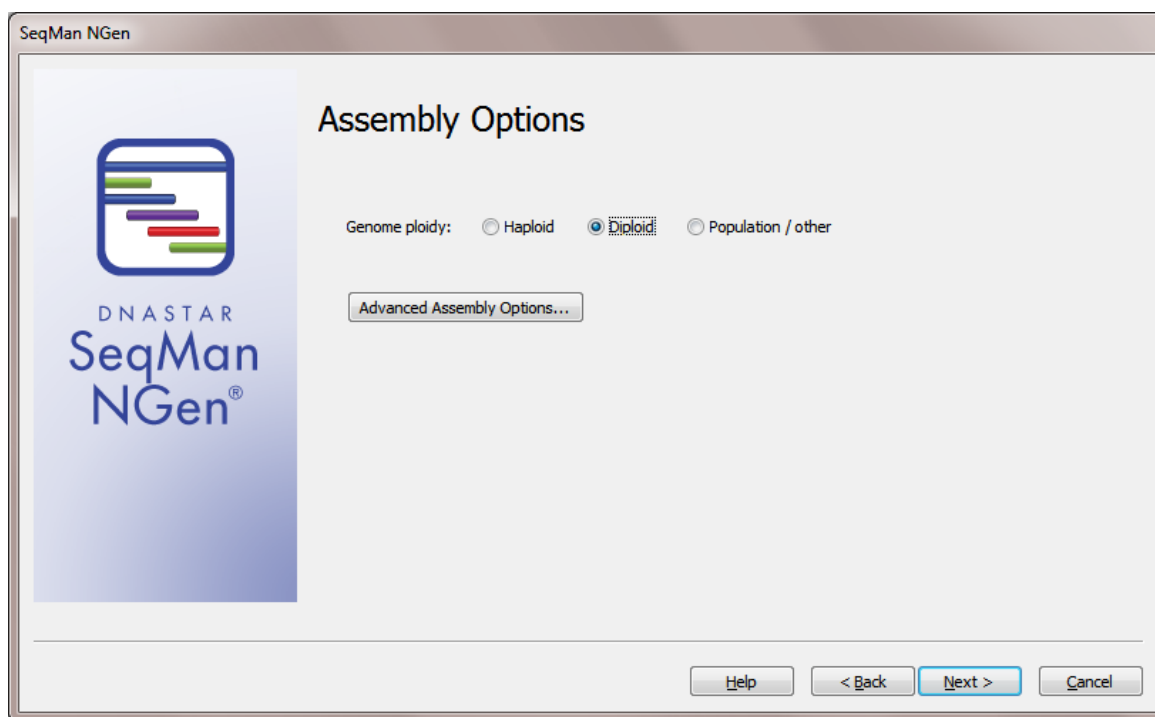 SeqMan NGen
Assembly Options
Genome ploidy: Haploid Diploid Population / other
Advanced Assembly Options...
DNASTAR
SeqMan
NGen®
Help < Back Next > Cancel